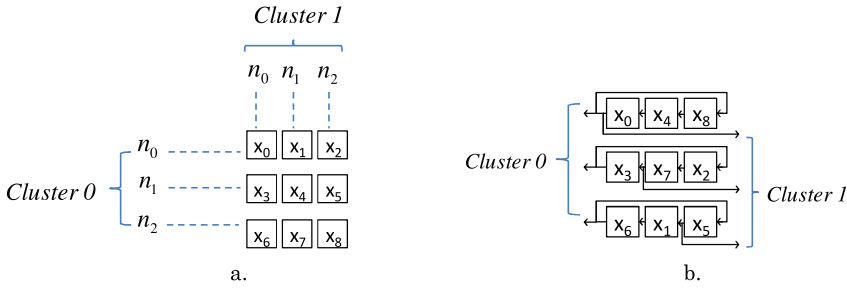 Cluster 1
n0 n1 n2
n0
x0 x1 x2
Cluster 0
n1
x3 x4 x5
n2
x6 x7 x8
a.
x0 x4 x8
Cluster 0
x3 x7 x2
Cluster 1
x6 x1 x5
b.